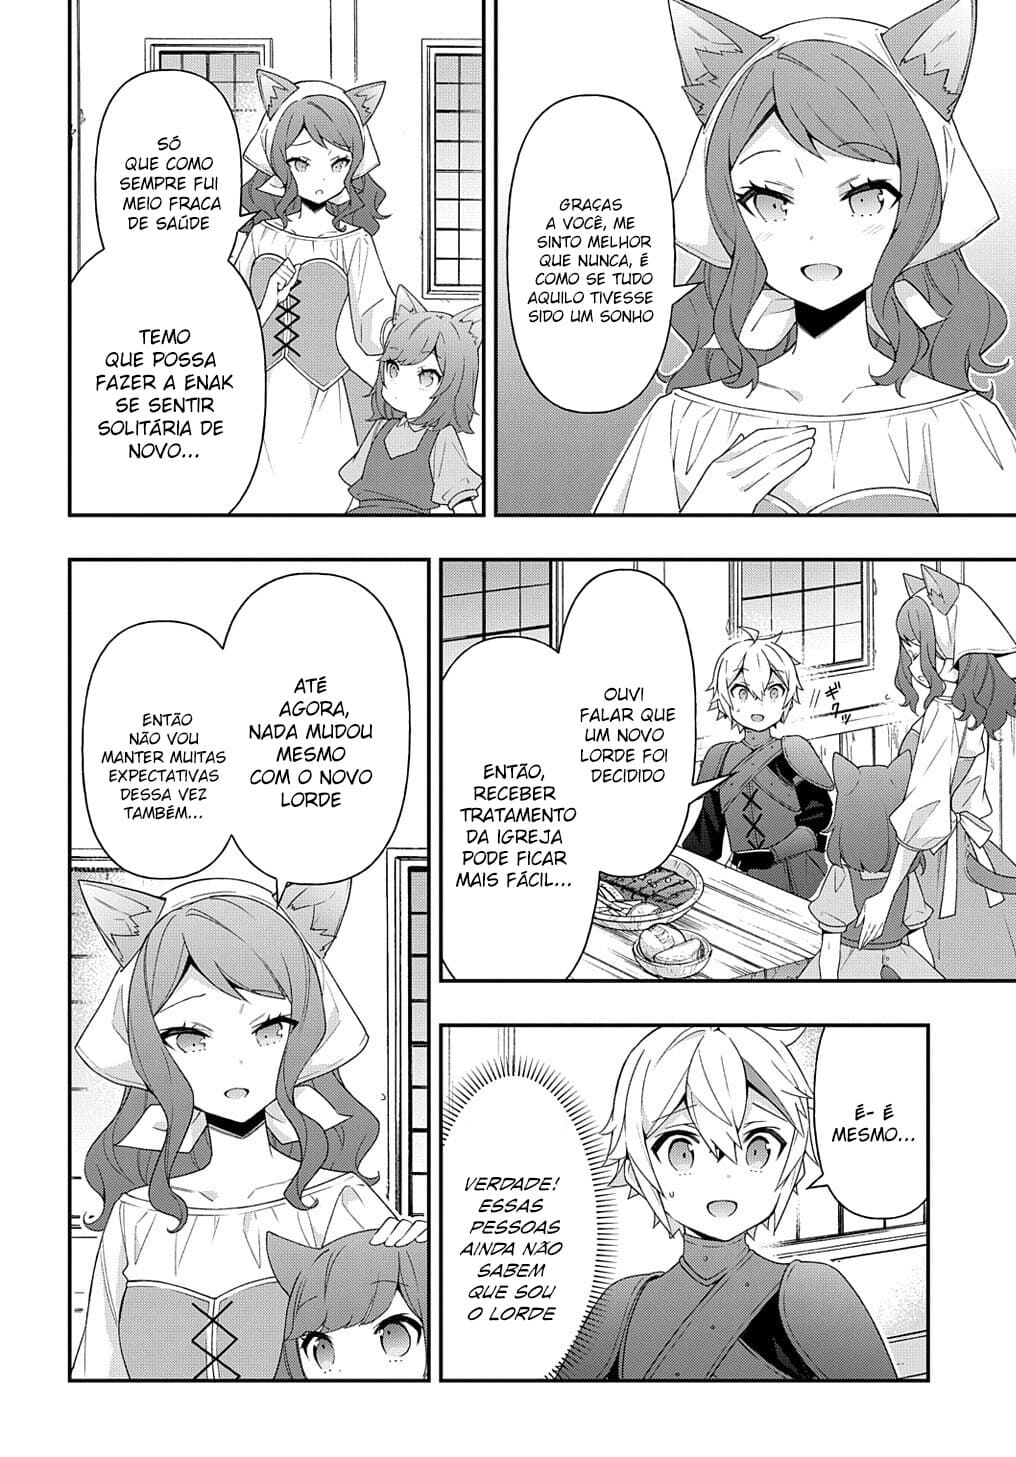 GRAÇAS
A VOCÊ, ME
SINTO MELHOR
QUE NUNCA, É
COMO SE TUDO
AQUILO TIVESSE
SIDO UM SONHO
SÓ
QUE COMO
SEMPRE FUI
MEIO FRACA
DE SAÚDE
TEMO
QUE POSSA
FAZER A ENAK
SE SENTIR
SOLITÁRIA DE
NOVO...
OUVI
FALAR QUE
UM NOVO
LORDE FOI
DECIDIDO
ギクッ
ENTÃO,
RECEBER
TRATAMENTO
DA IGREJA
PODE FICAR
MAIS FÁCIL...
ATÉ
AGORA,
NADA MUDOU
MESMO
COM O NOVO
LORDE
ENTÃO
NÃO VOU
MANTER MUITAS
EXPECTATIVAS
DESSA VEZ
TAMBÉM...
É- É
MESMO...
VERDADE!
ESSAS
PESSOAS
AINDA NÃO
SABEM
QUE SOU
O LORDE